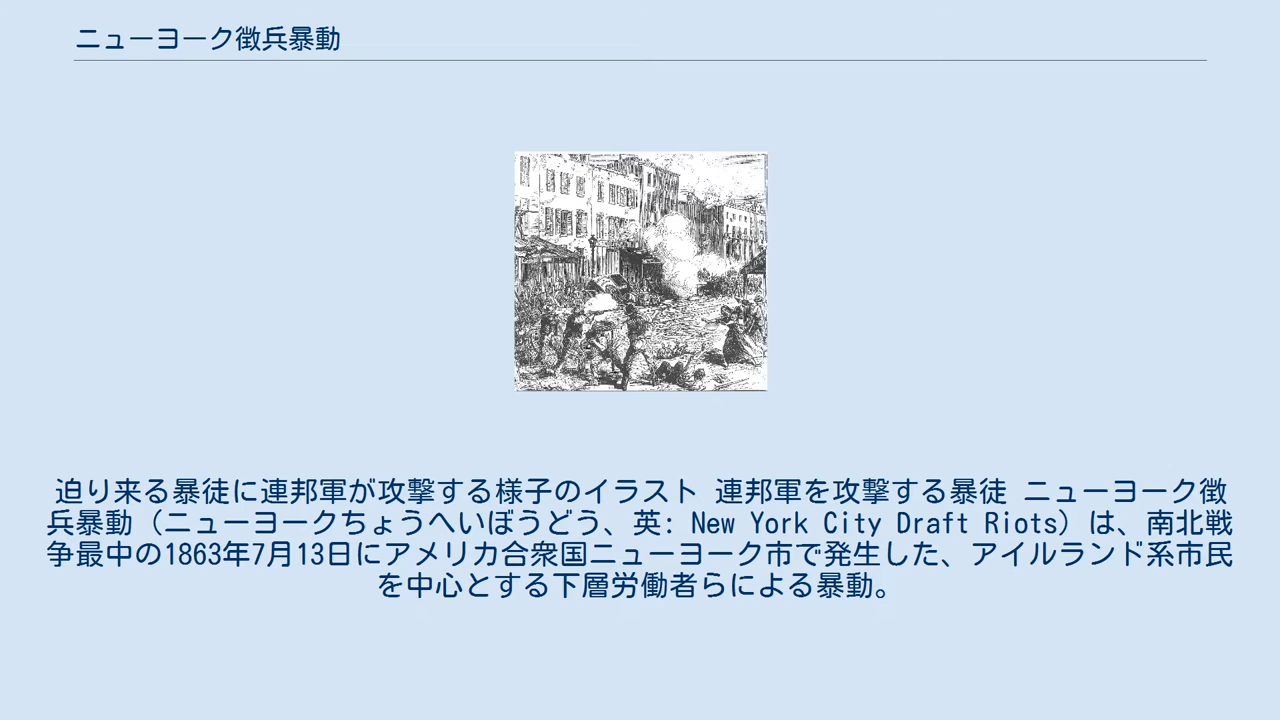 ニューヨーク徴兵暴動
迫り来る暴徒に連邦軍が攻撃する様子のイラスト 連邦軍を攻撃する暴徒 ニューヨーク徴
兵暴動（ニューヨークちょうへいぼうどう、英: New York City Draft Riots）は、南北戦
争最中の1863年7月13日にアメリカ合衆国ニューヨーク市で発生した、アイルランド系市民
を中心とする下層労働者らによる暴動。